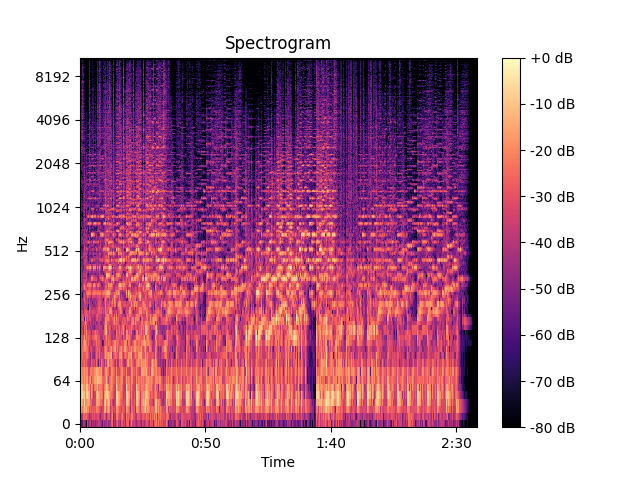 Spectrogram
Hz
8192
4096
2048
1024
512
256
128
64
0
0:00
0:50
1:40
2:30
Time
+0 dB
-10 dB
-20 dB
-30 dB
-40 dB
-50 dB
-60 dB
-70 dB
-80 dB